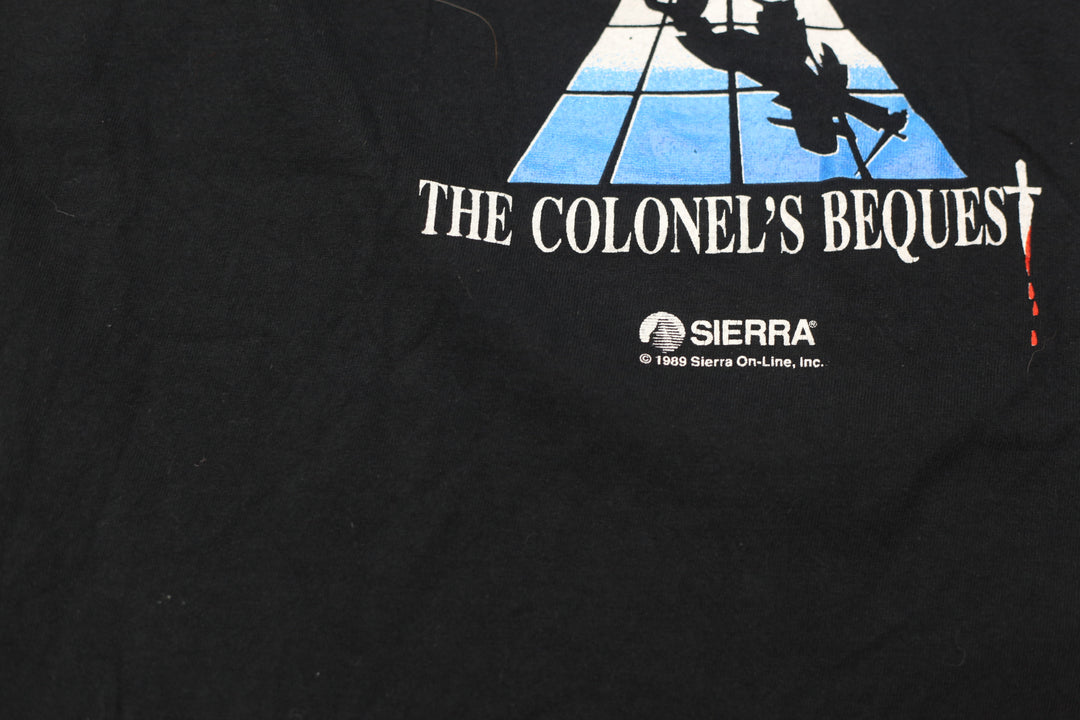 THE COLONEL'S BEQUEST
SIERRA®
© 1989 Sierra On-Line, Inc.